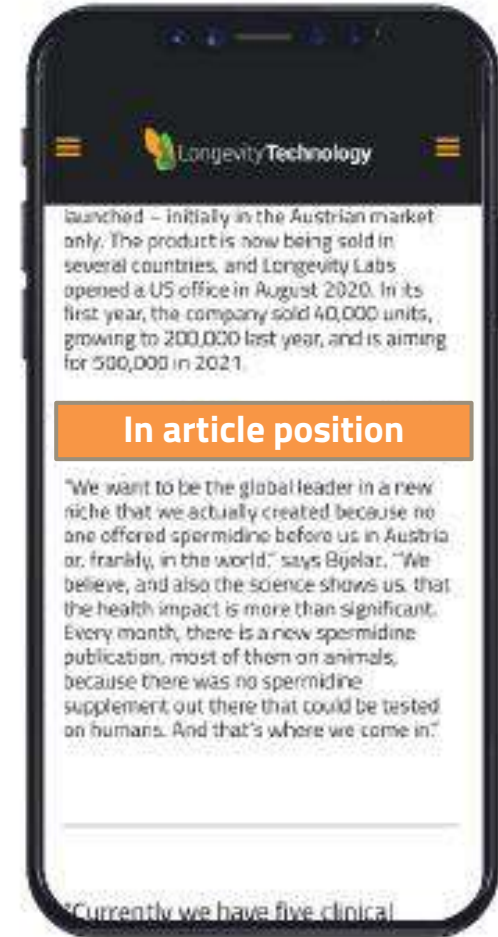 LongevityTechnology
launched – initially in the Austrian market
only. The product is now being sold in
several countries, and Longevity Labs
opened a US office in August 2020. In its
first year, the company sold 40,000 units,
growing to 200,000 last year, and is aiming
for 500,000 in 2021.
In article position
"We want to be the global leader in a new
niche that we actually created because no
one offered spermidine before us in Austria
or, frankly, in the world," says Bijelac. "We
believe, and also the science shows us, that
the health impact is more than significant.
Every month, there is a new spermidine
publication, most of them on animals,
because there was no spermidine
supplement out there that could be tested
on humans. And that's where we come in."
"Currently we have five clinical